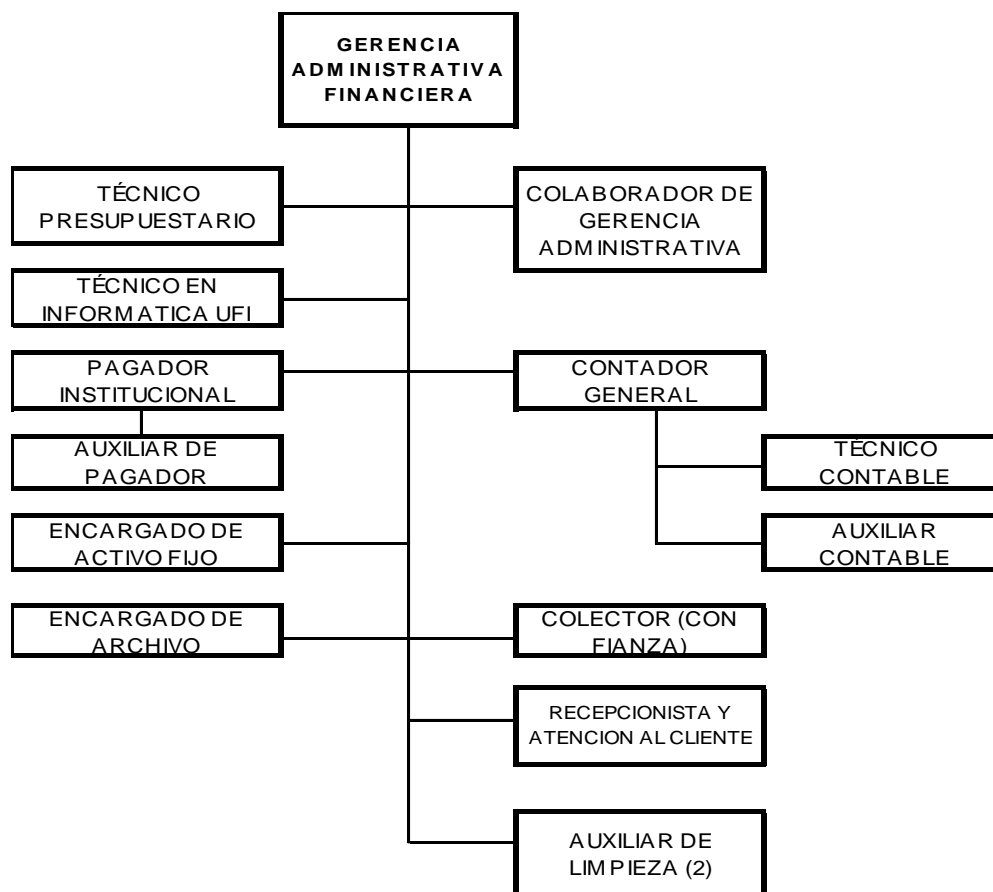 GERENCIA
ADMINISTRATIVA
FINANCIERA
TÉCNICO
PRESUPUESTARIO
COLABORADOR DE
GERENCIA
ADMINISTRATIVA
TÉCNICO EN
INFORMATICA UFI
PAGADOR
INSTITUCIONAL
CONTADOR
GENERAL
AUXILIAR DE
PAGADOR
TÉCNICO
CONTABLE
ENCARGADO DE
ACTIVO FIJO
AUXILIAR
CONTABLE
ENCARGADO DE
ARCHIVO
COLECTOR (CON
FIANZA)
RECEPCIONISTA Y
ATENCION AL CLIENTE
AUXILIAR DE
LIMPIEZA (2)